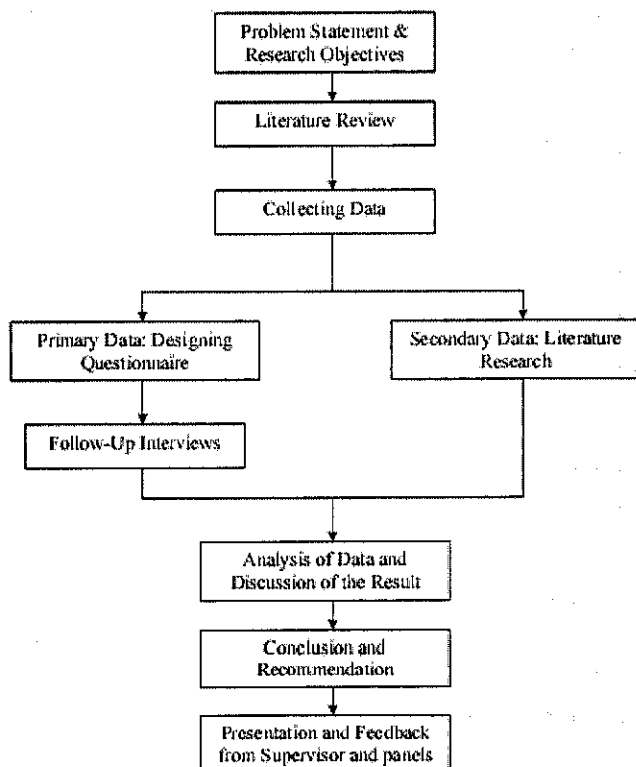 Problem Statement &
Research Objectives
Literature Review
Collecting Data
Primary Data: Designing
Questionnaire
Secondary Data: Literature
Research
Follow-Up Interviews
Analysis of Data and
Discussion of the Result
Conclusion and
Recommendation
Presentation and Feedback
from Supervisor and panels